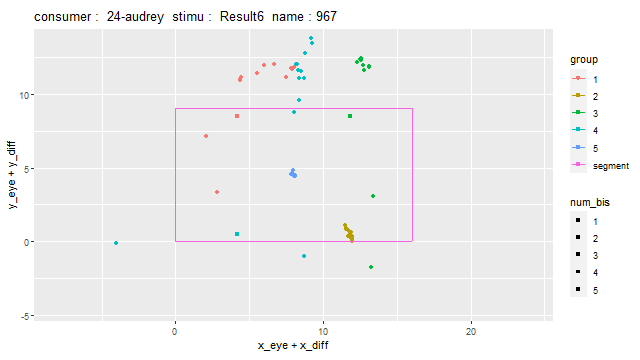 consumer :  24-audrey  stimu :  Result6  name : 967
y_eye + y_diff
10
5
0
-5
0
10
20
x_eye + x_diff
group
1
2
3
4
5
segment
num_bis
1
2
3
4
5